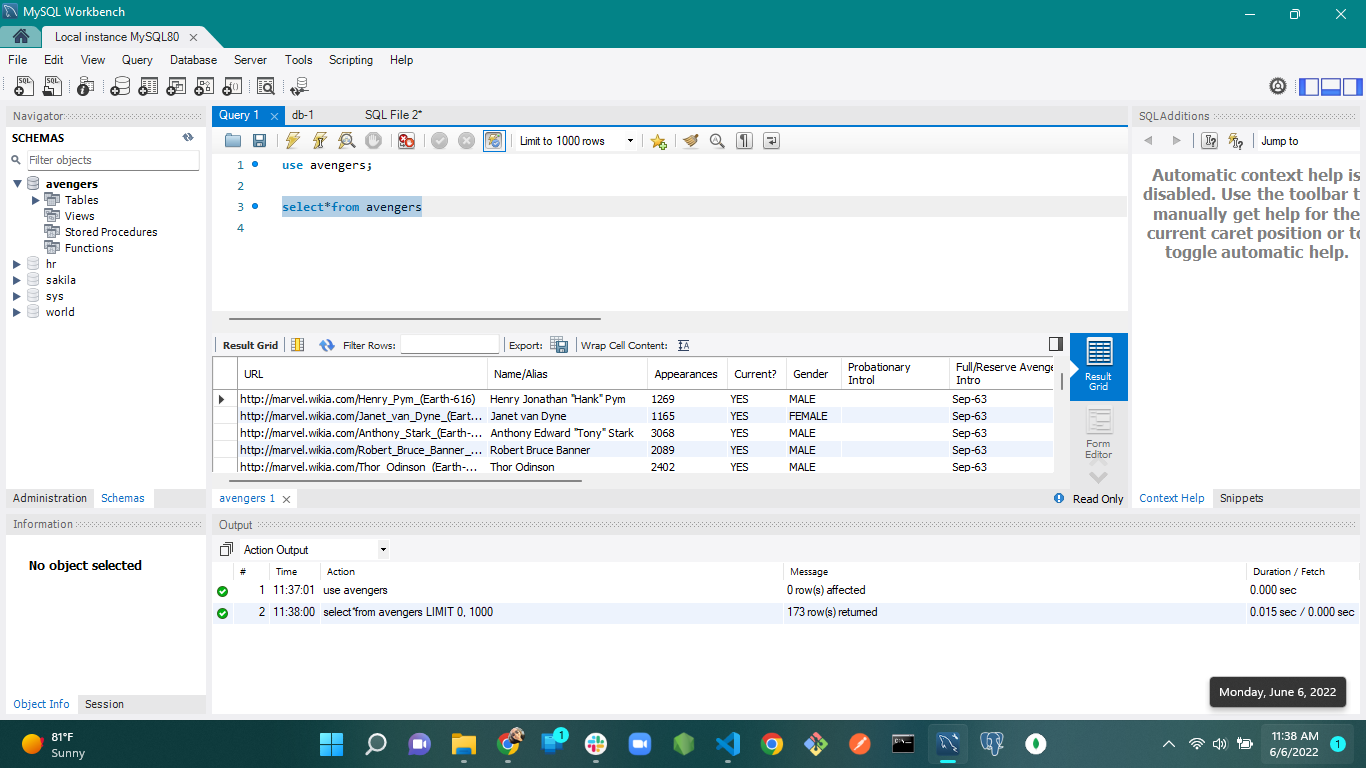 MySQL Workbench
Local instance MySQL80
File Edit View Query Database Server Tools Scripting Help
Navigator
SCHEMAS
Filter objects
avengers
Tables
Views
Stored Procedures
Functions
hr
sakila
sys
world
Administration Schemas
Information
No object selected
Object Info Session
Query 1 db-1 SQL File 2*
Limit to 1000 rows
1 use avengers;
2
3 select*from avengers
4
Result Grid Filter Rows: Export: Wrap Cell Content:
URL Name/Alias Appearances Current? Gender Probationary Introl Full/Reserve Avenge Intro
http://marvel.wikia.com/Henry_Pym_(Earth-616) Henry Jonathan "Hank" Pym 1269 YES MALE Sep-63
http://marvel.wikia.com/Janet_van_Dyne_(Eart... Janet van Dyne 1165 YES FEMALE Sep-63
http://marvel.wikia.com/Anthony_Stark_(Earth-... Anthony Edward "Tony" Stark 3068 YES MALE Sep-63
http://marvel.wikia.com/Robert_Bruce_Banner_... Robert Bruce Banner 2089 YES MALE Sep-63
http://marvel.wikia.com/Thor_Odinson_(Earth-... Thor Odinson 2402 YES MALE Sep-63
Result Grid
Form Editor
avengers 1
Read Only
SQLAdditions
Jump to
Automatic context help is
disabled. Use the toolbar t
manually get help for the
current caret position or to
toggle automatic help.
Context Help Snippets
Output
Action Output
# Time Action Message Duration / Fetch
1 11:37:01 use avengers 0 row(s) affected 0.000 sec
2 11:38:00 select*from avengers LIMIT 0, 1000 173 row(s) returned 0.015 sec / 0.000 sec
Monday, June 6, 2022
81°F
Sunny
1
11:38 AM
6/6/2022
1